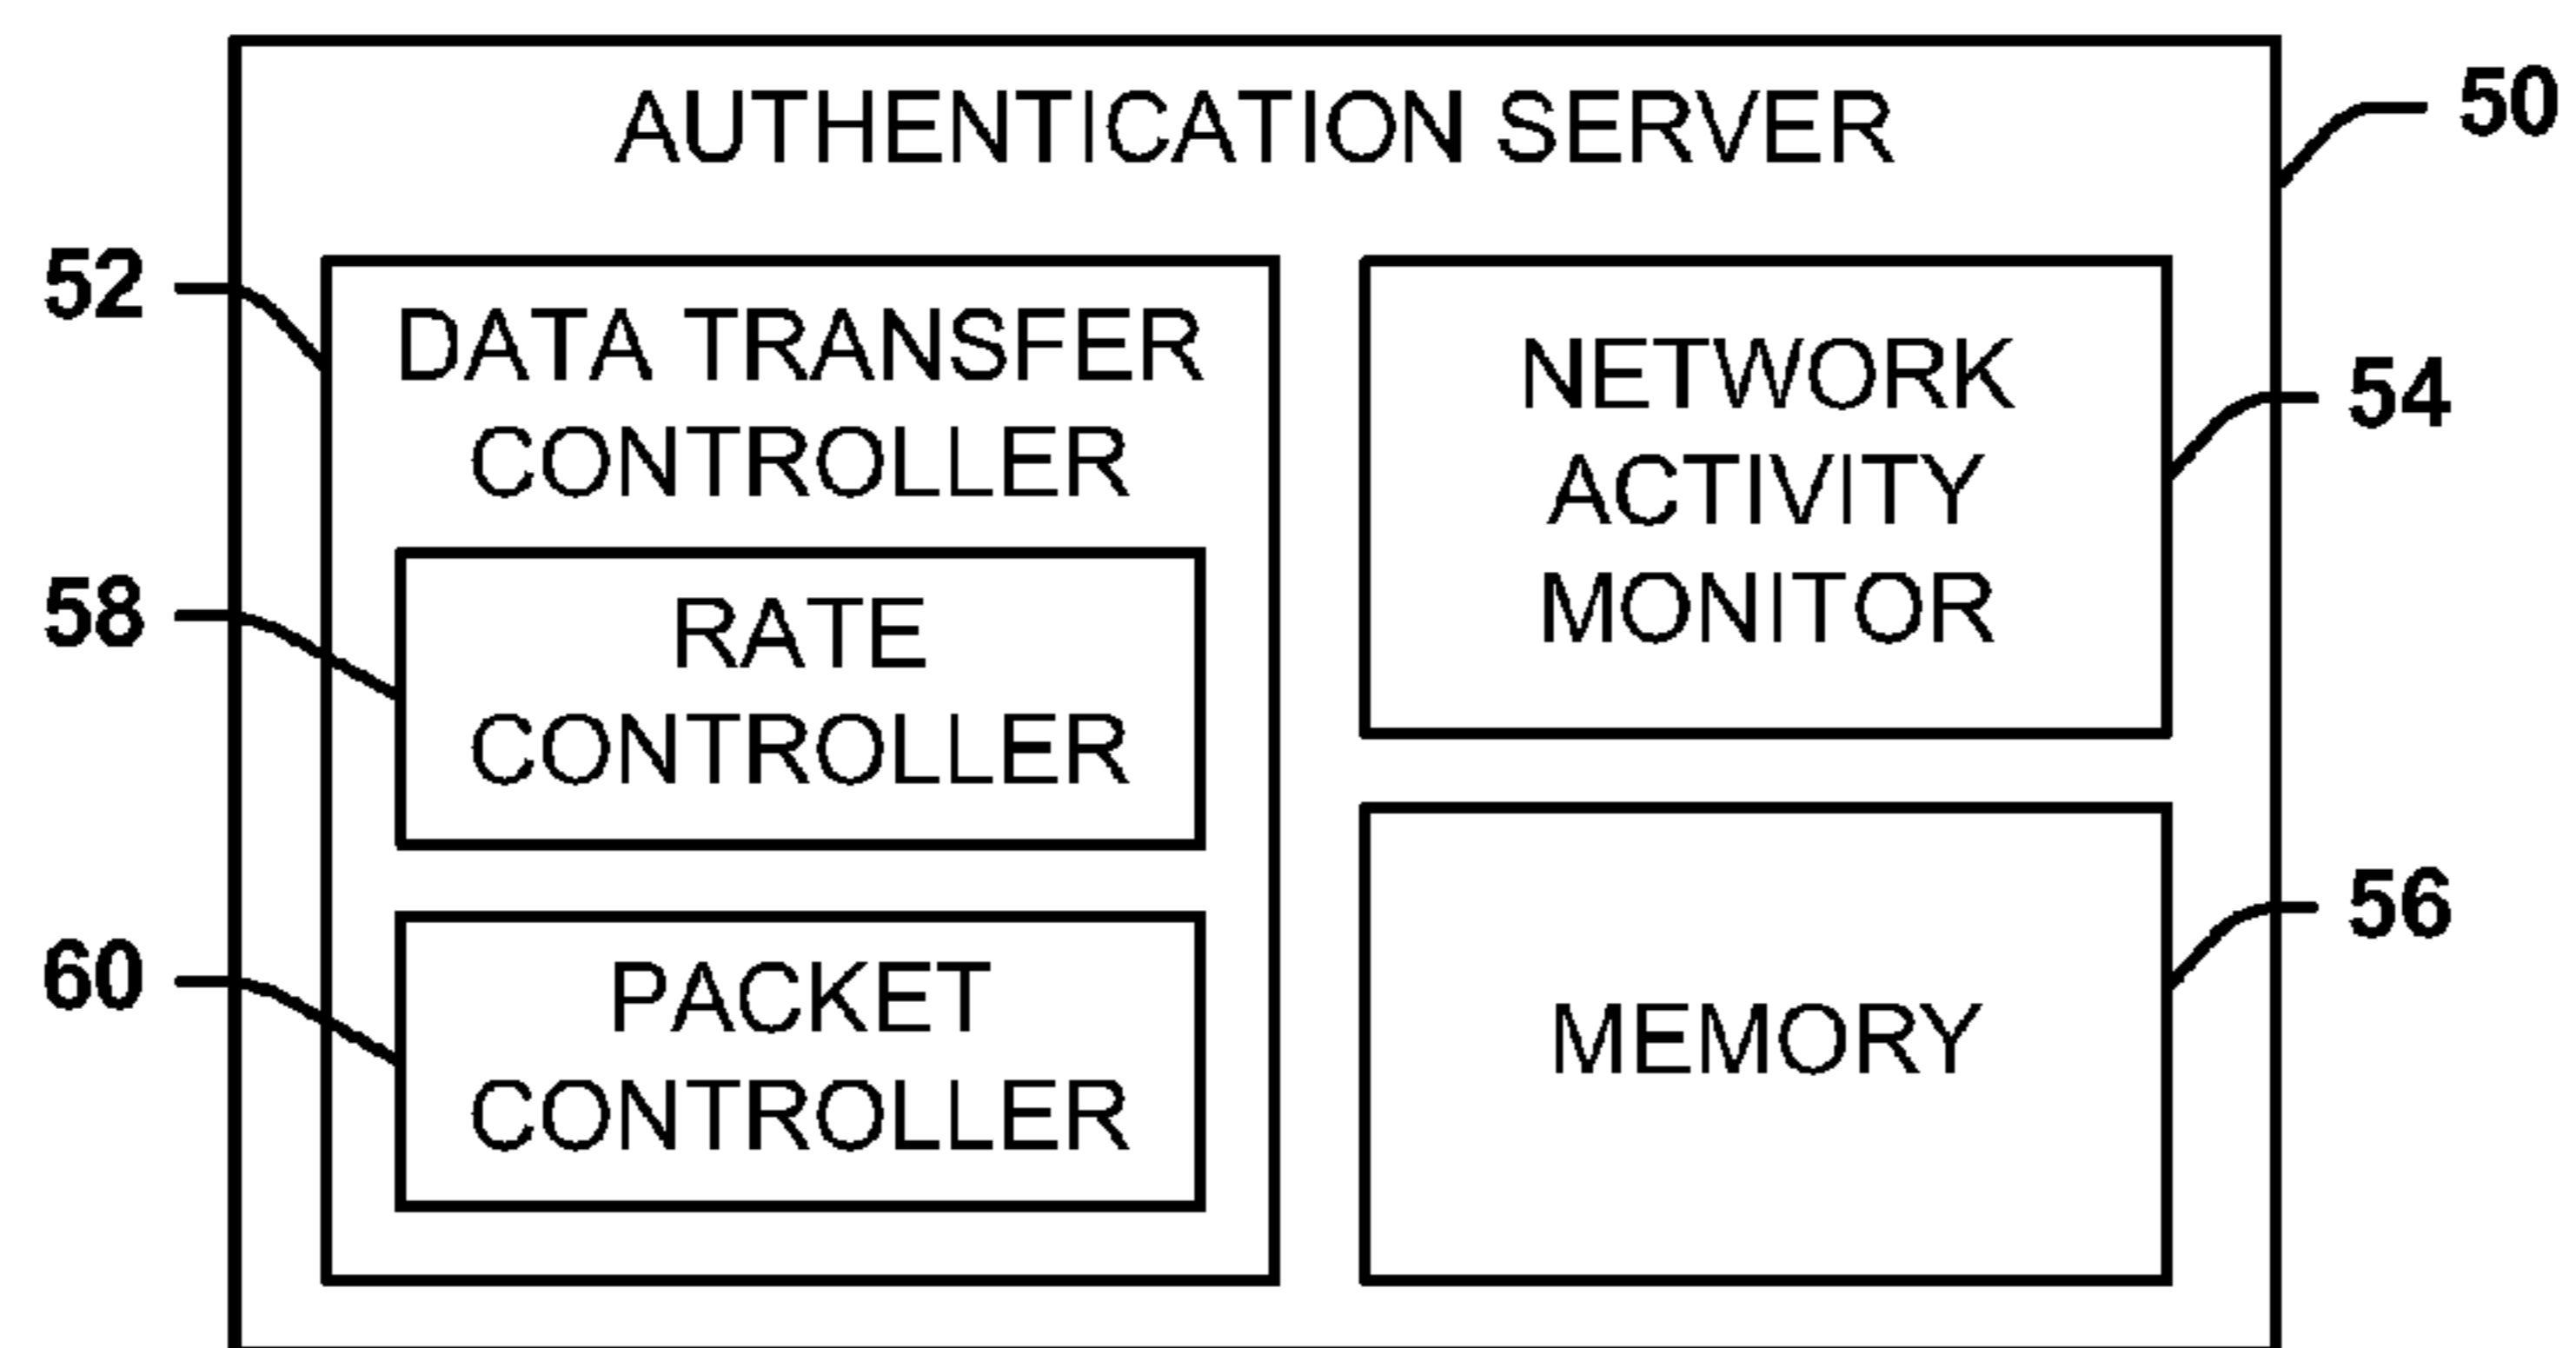 AUTHENTICATION SERVER
50
52
DATA TRANSFER
CONTROLLER
58
RATE
CONTROLLER
60
PACKET
CONTROLLER
NETWORK
ACTIVITY
MONITOR
54
MEMORY
56